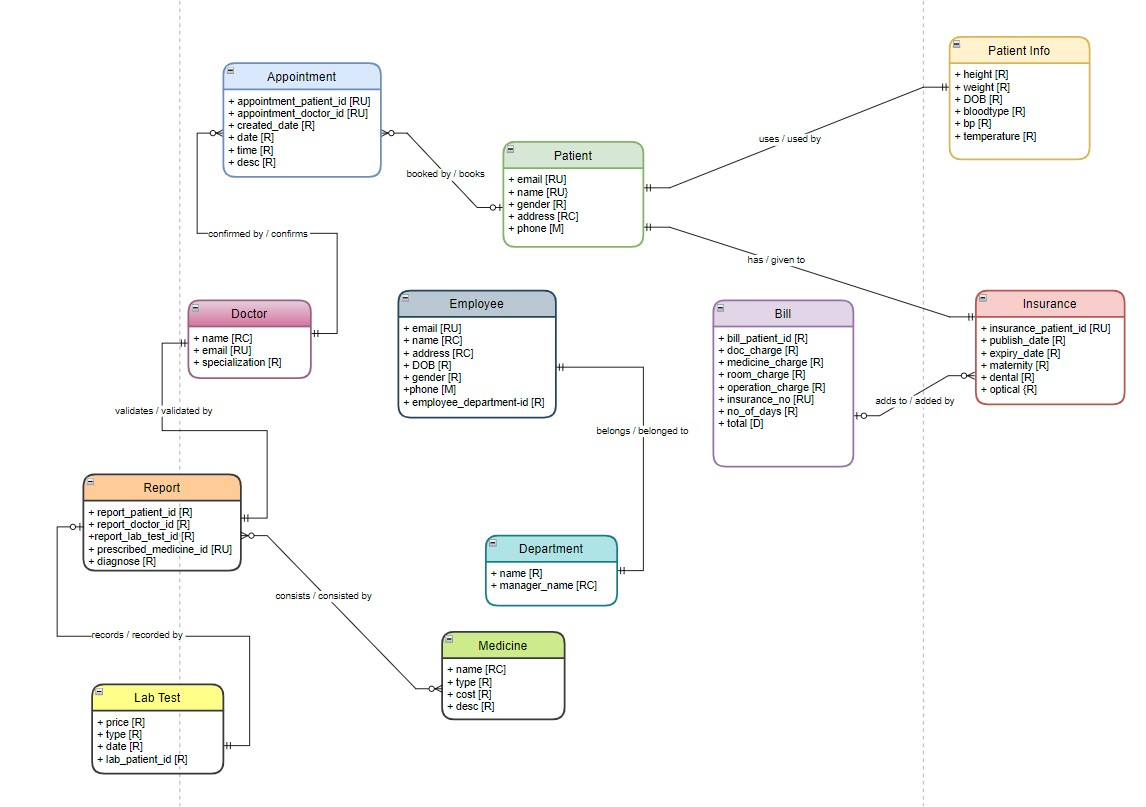 Patient Info
+ height [R]
+ weight [R]
+ DOB [R]
+ bloodtype [R]
+ bp [R]
+ temperature [R]
Appointment
+ appointment_patient_id [RU]
+ appointment_doctor_id [RU]
+ created_date [R]
+ date [R]
+ time [R]
+ desc [R]
uses / used by
Patient
+ email [RU]
+ name [RU}
+ gender [R]
+ address [RC]
+ phone [M]
booked by / books
confirmed by / confirms
has / given to
Doctor
+ name [RC]
+ email [RU]
+ specialization [R]
Employee
+ email [RU]
+ name [RC]
+ address [RC]
+ DOB [R]
+ gender [R]
+phone [M]
+ employee_department-id [R]
Bill
+ bill_patient_id [R]
+ doc_charge [R]
+ medicine_charge [R]
+ room_charge [R]
+ operation_charge [R]
+ insurance_no [RU]
+ no_of_days [R]
+ total [D]
Insurance
+ insurance_patient_id [RU]
+ publish_date [R]
+ expiry_date [R]
+ maternity [R]
+ dental [R]
+ optical {R]
adds to / added by
validates / validated by
belongs / belonged to
Report
+ report_patient_id [R]
+ report_doctor_id [R]
+report_lab_test_id [R]
+ prescribed_medicine_id [RU]
+ diagnose [R]
Department
+ name [R]
+ manager_name [RC]
consists / consisted by
records / recorded by
Medicine
+ name [RC]
+ type [R]
+ cost [R]
+ desc [R]
Lab Test
+ price [R]
+ type [R]
+ date [R]
+ lab_patient_id [R]